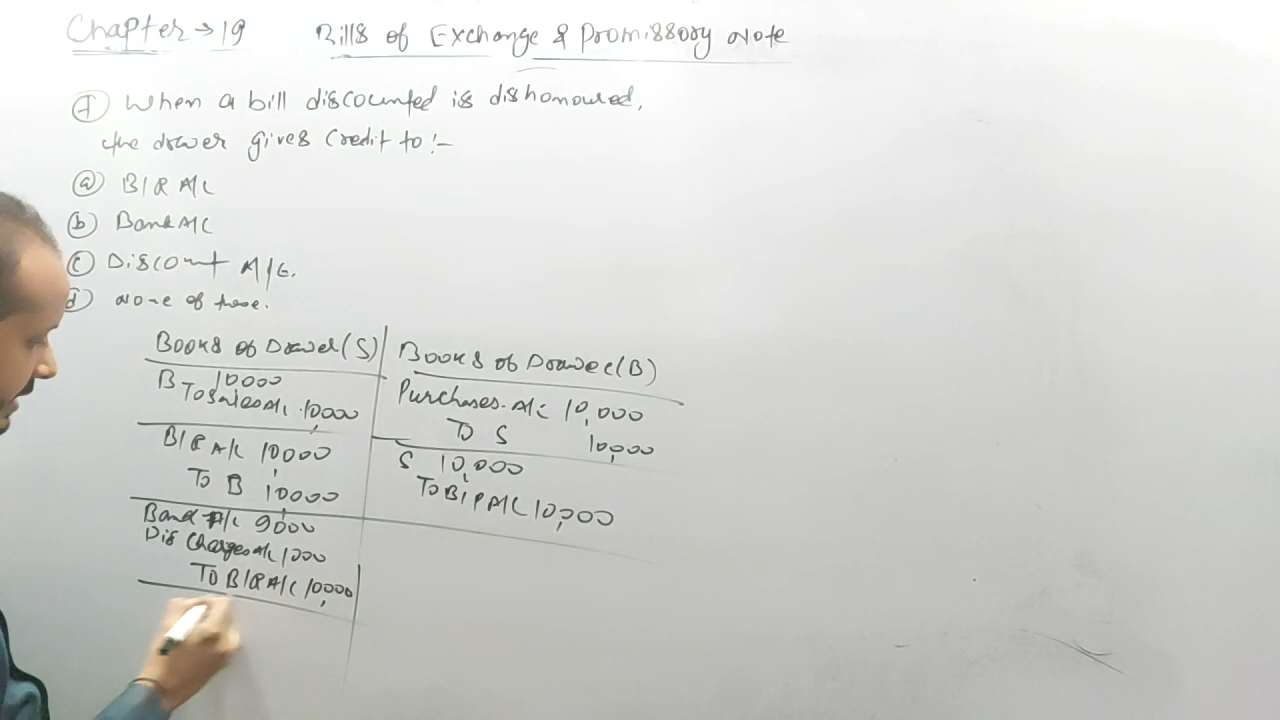 Chapter → 19 Bills of Exchange & Promissory Note
① When a bill discounted is dishonoured,
the drawer gives credit to :-
ⓐ B/R A/c
ⓑ Bank A/C
ⓒ Discount A/c.
ⓓ None of these.
Books of Drawer (S)
B 10000
To Sales A/c 10,000
B/R A/c 10000
To B 10000
Bank A/c 9000
Dis Charges A/c 1000
To B/R A/c 10000
Books of Drawee (B)
Purchases A/c 10,000
To S 10,000
S 10,000
To B/P A/C 10,000